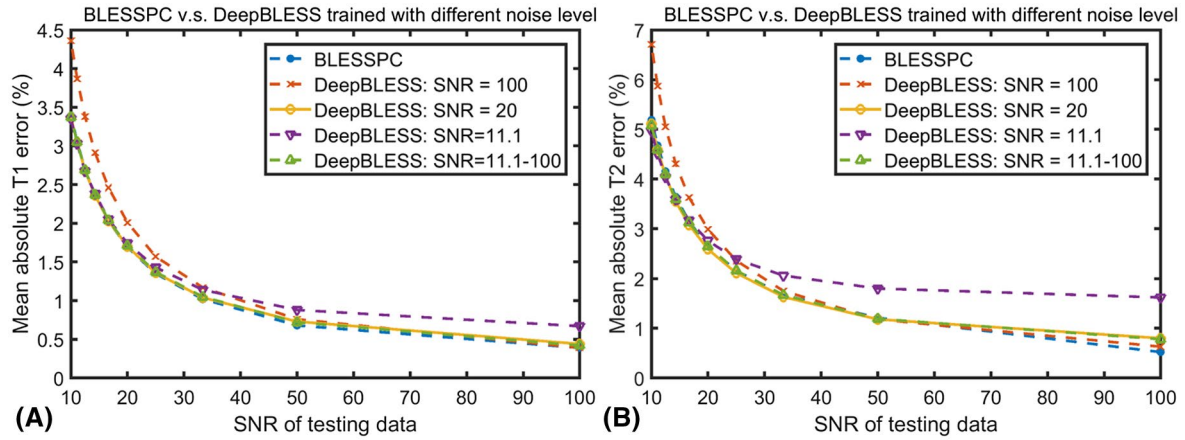 BLESSPC v.s. DeepBLESS trained with different noise level
4.5
4
3.5
3
2.5
2
1.5
1
0.5
0
Mean absolute T1 error (%)
BLESSPC
DeepBLESS: SNR = 100
DeepBLESS: SNR = 20
DeepBLESS: SNR=11.1
DeepBLESS: SNR=11.1-100
10 20 30 40 50 60 70 80 90 100
SNR of testing data
(A)
BLESSPC v.s. DeepBLESS trained with different noise level
7
6
5
4
3
2
1
0
Mean absolute T2 error (%)
BLESSPC
DeepBLESS: SNR = 100
DeepBLESS: SNR = 20
DeepBLESS: SNR = 11.1
DeepBLESS: SNR = 11.1-100
10 20 30 40 50 60 70 80 90 100
SNR of testing data
(B)